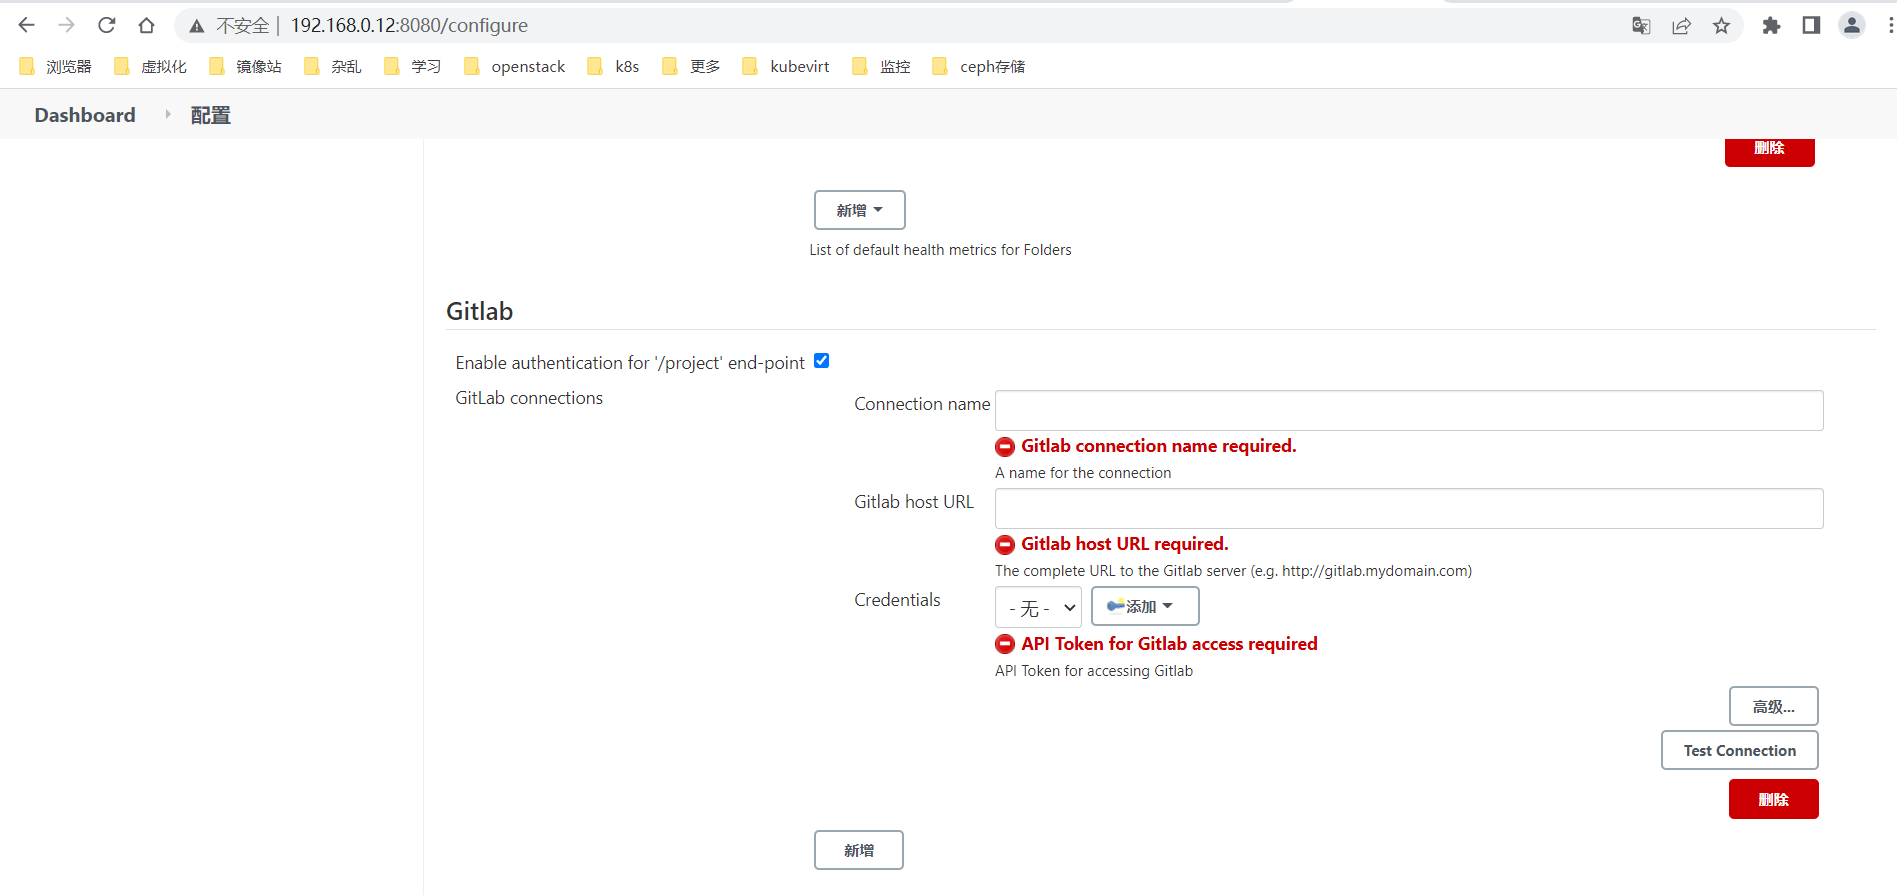 不安全 | 192.168.0.12:8080/configure
浏览器 虚拟化 镜像站 杂乱 学习 openstack k8s 更多 kubevirt 监控 ceph存储
Dashboard 配置
删除
新增
List of default health metrics for Folders
Gitlab
Enable authentication for '/project' end-point
GitLab connections
Connection name
Gitlab connection name required.
A name for the connection
Gitlab host URL
Gitlab host URL required.
The complete URL to the Gitlab server (e.g. http://gitlab.mydomain.com)
Credentials
- 无 - 添加
API Token for Gitlab access required
API Token for accessing Gitlab
高级...
Test Connection
删除
新增